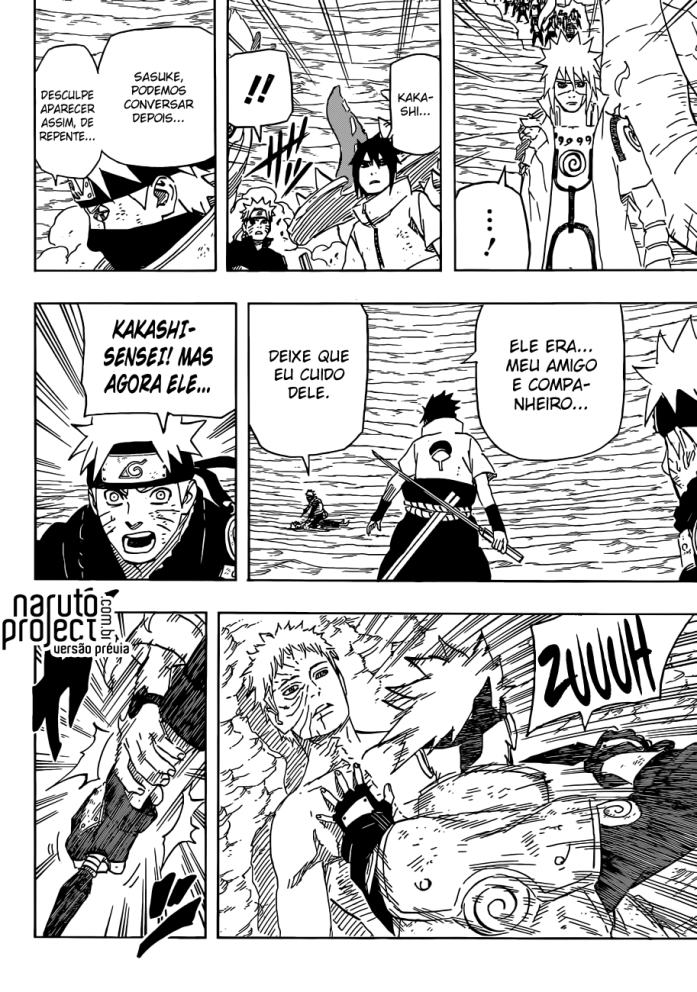 ...!
KAKA-
SHI...
!!
SASUKE,
PODEMOS
CONVERSAR
DEPOIS...
DESCULPE
APARECER
ASSIM, DE
REPENTE...
ELE ERA...
MEU AMIGO
E COMPA-
NHEIRO...
DEIXE QUE
EU CUIDO
DELE.
KAKASHI-
SENSEI! MAS
AGORA ELE...
ZUUUH
naruto
project.com.br
versão prévia